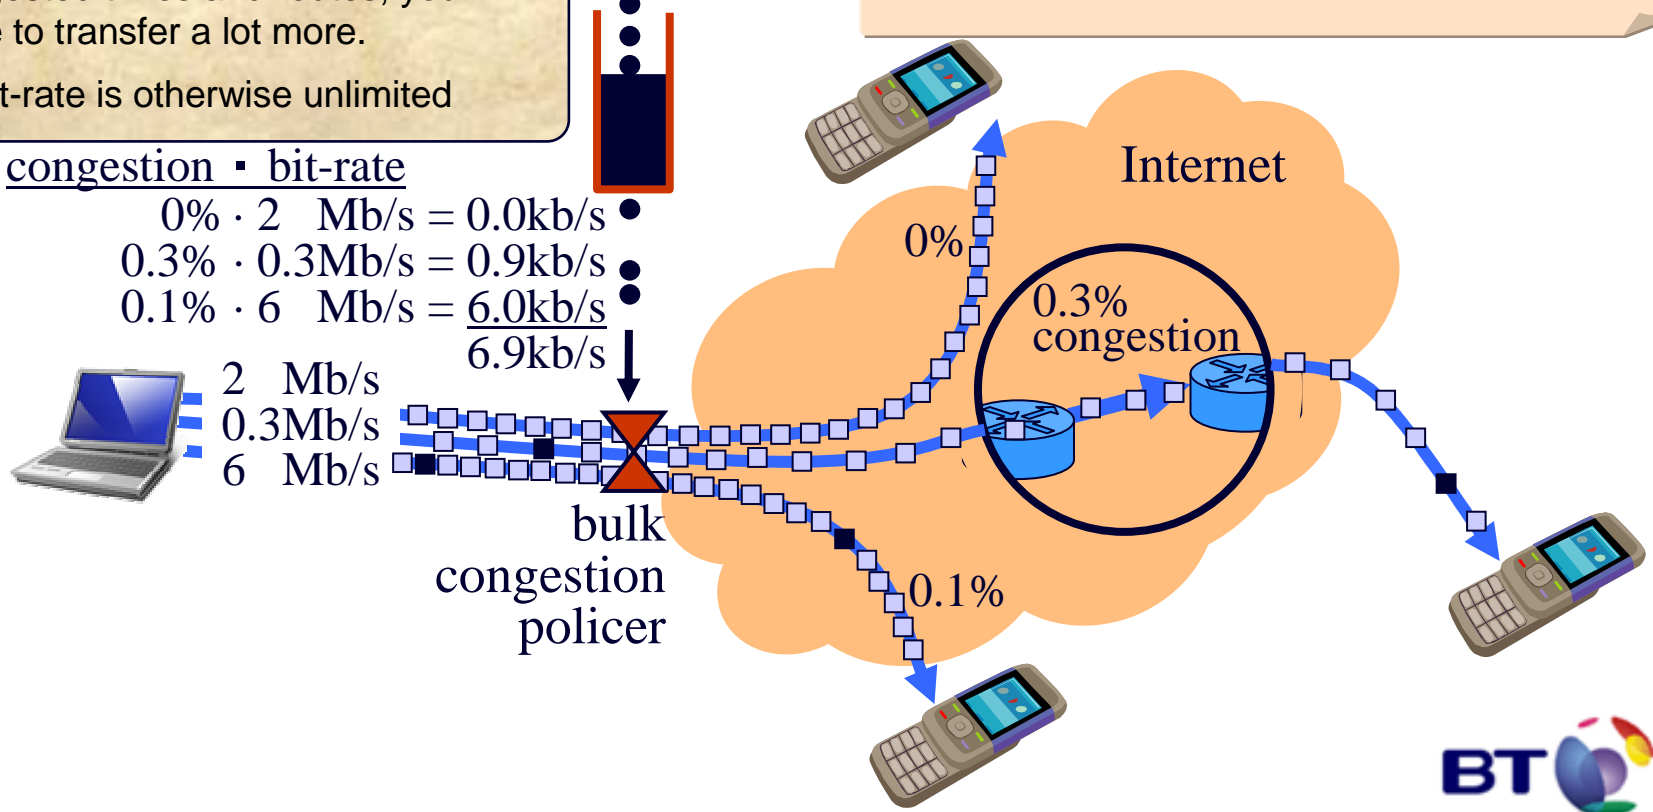 to transfer a lot more.
is otherwise unlimited
congestion · bit-rate
0% · 2 Mb/s = 0.0kb/s
0.3% · 0.3Mb/s = 0.9kb/s
0.1% · 6 Mb/s = 6.0kb/s
6.9kb/s
2 Mb/s
0.3Mb/s
6 Mb/s
bulk
congestion
policer
Internet
0%
0.3%
congestion
0.1%
BT